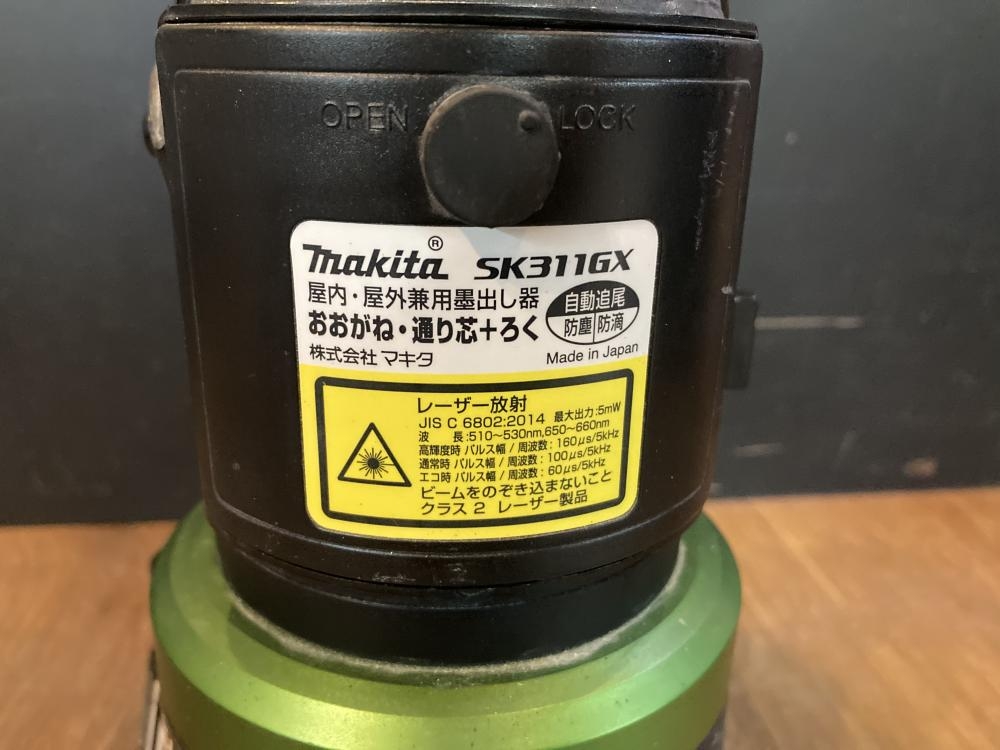 OPEN LOCK
makita® SK311GX
屋内・屋外兼用墨出し器
おおがね・通り芯+ろく
自動追尾
防塵 防滴
株式会社 マキタ Made in Japan
レーザー放射
JIS C 6802:2014 最大出力:5mW
波 長:510~530nm,650~660nm
高輝度時 パルス幅 / 周波数: 160μs/5kHz
通常時 パルス幅 / 周波数: 100μs/5kHz
エコ時 パルス幅 / 周波数: 60μs/5kHz
ビームをのぞき込まないこと
クラス 2 レーザー製品